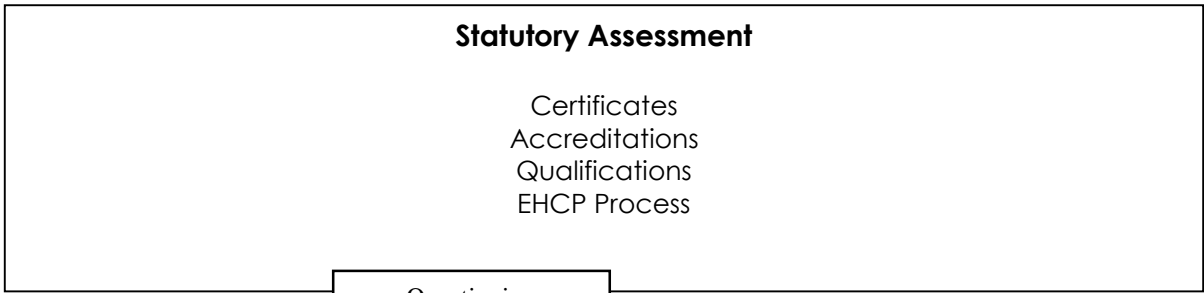 Statutory Assessment
Certificates
Accreditations
Qualifications
EHCP Process